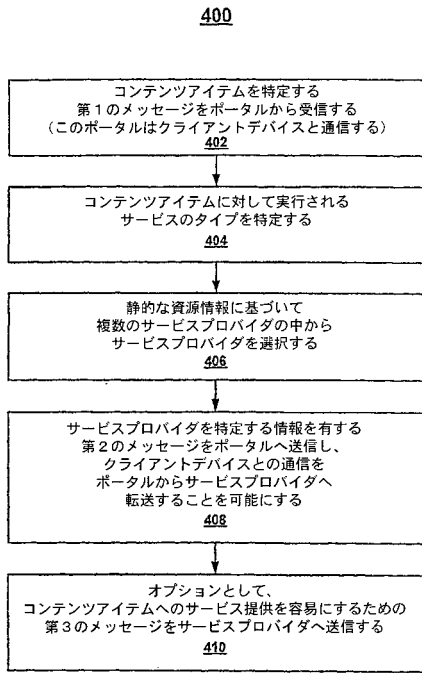 400
コンテンツアイテムを特定する
第1のメッセージをポータルから受信する
(このポータルはクライアントデバイスと通信する)
402
コンテンツアイテムに対して実行される
サービスのタイプを特定する
404
静的な資源情報に基づいて
複数のサービスプロバイダの中から
サービスプロバイダを選択する
406
サービスプロバイダを特定する情報を有する
第2のメッセージをポータルへ送信し、
クライアントデバイスとの通信を
ポータルからサービスプロバイダへ
転送することを可能にする
408
オプションとして、
コンテンツアイテムへのサービス提供を容易にするための
第3のメッセージをサービスプロバイダへ送信する
410